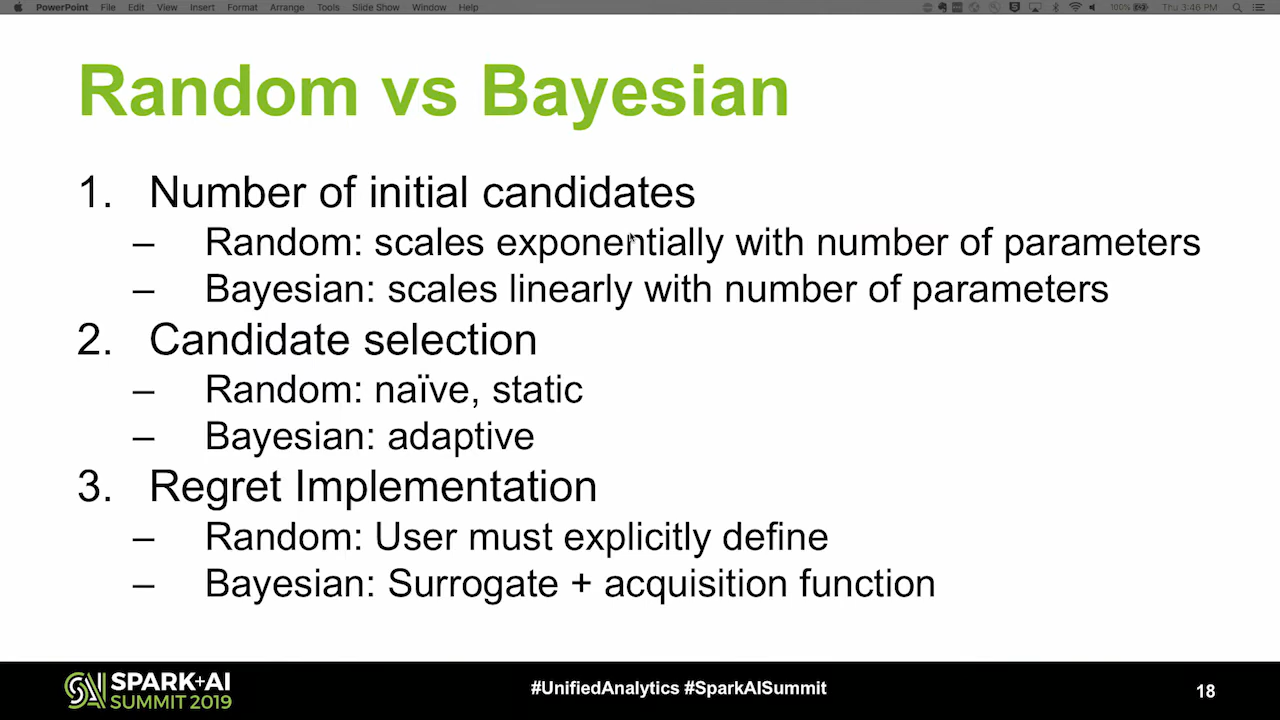 PowerPoint File Edit View Insert Format Arrange Tools Slide Show Window Help 100% Thu 3:46 PM
Random vs Bayesian
1. Number of initial candidates
– Random: scales exponentially with number of parameters
– Bayesian: scales linearly with number of parameters
2. Candidate selection
– Random: naïve, static
– Bayesian: adaptive
3. Regret Implementation
– Random: User must explicitly define
– Bayesian: Surrogate + acquisition function
SPARK+AI
SUMMIT 2019
#UnifiedAnalytics #SparkAISummit
18